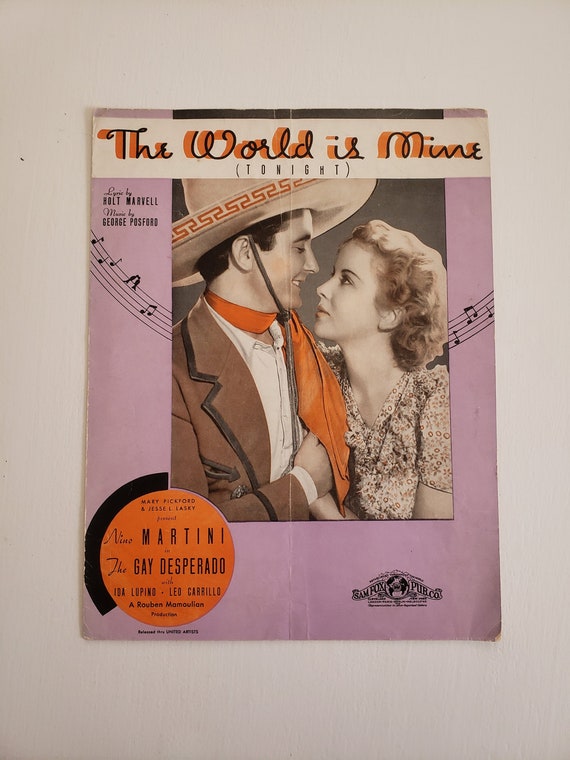 The World is Mine
(TONIGHT)
Lyric by
HOLT MARVELL
Music by
GEORGE POSFORD
MARY PICKFORD
& JESSE L. LASKY
present
Nino MARTINI
in
The GAY DESPERADO
with
IDA LUPINO · LEO CARRILLO
A Rouben Mamoulian
Production
Released thru UNITED ARTISTS
SAM FOX PUB. CO.